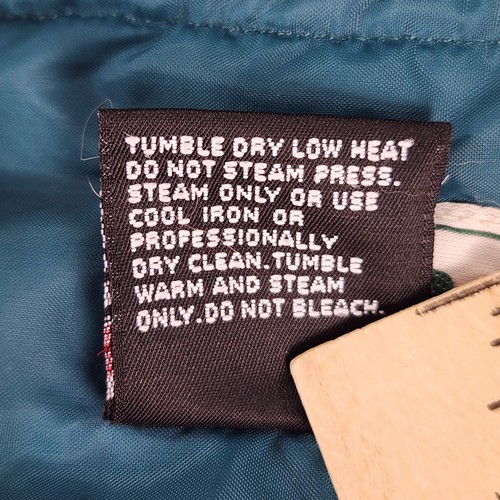 TUMBLE DRY LOW HEAT
DO NOT STEAM PRESS.
STEAM ONLY OR USE
COOL IRON OR
PROFESSIONALLY
DRY CLEAN. TUMBLE
WARM AND STEAM
ONLY. DO NOT BLEACH.